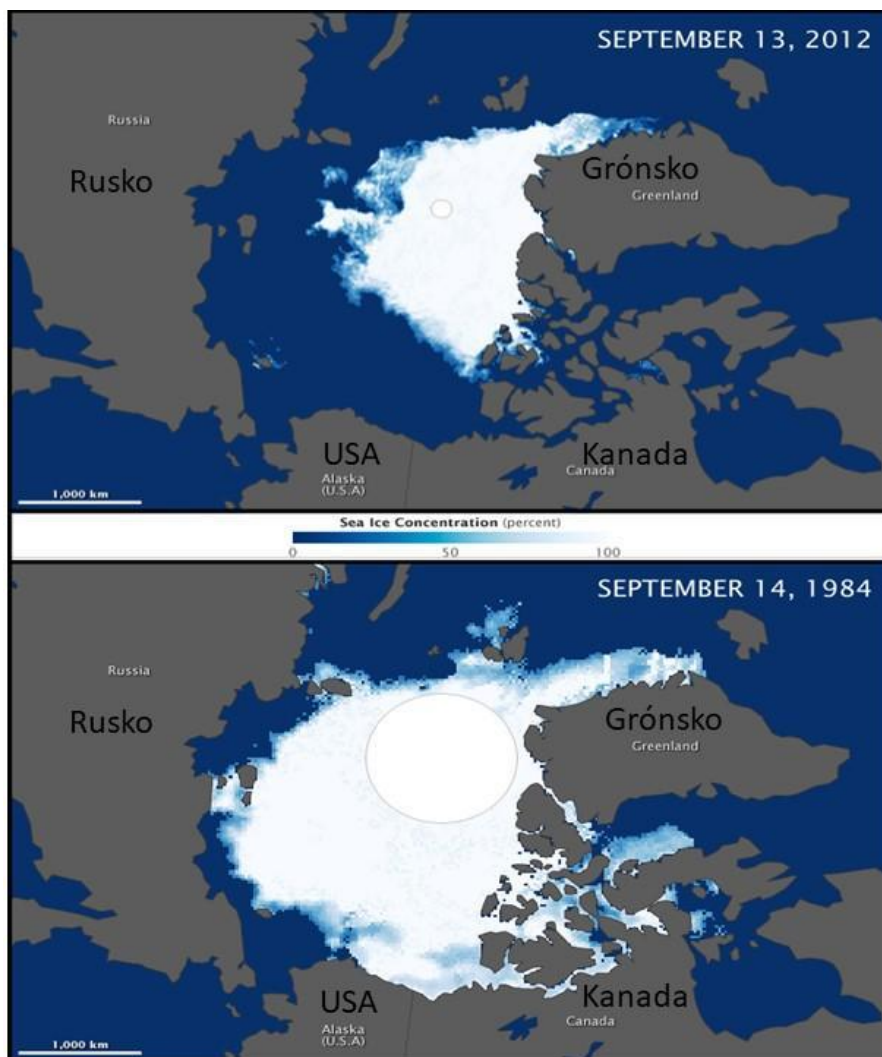 SEPTEMBER 13, 2012
Russia
Rusko
Grónsko
Greenland
USA
Alaska
(U.S.A)
Kanada
Canada
1,000 km
Sea Ice Concentration (percent)
0 50 100
SEPTEMBER 14, 1984
Russia
Rusko
Grónsko
Greenland
USA
Alaska
(U.S.A)
Kanada
Canada
1,000 km